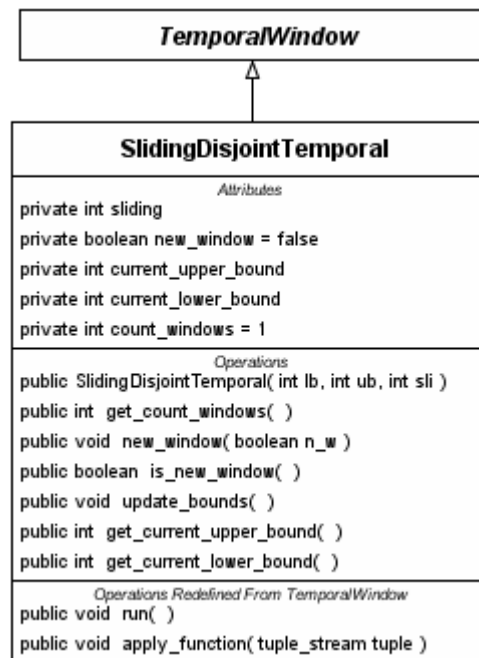 TemporalWindow
SlidingDisjointTemporal
Attributes
private int sliding
private boolean new_window = false
private int current_upper_bound
private int current_lower_bound
private int count_windows = 1
Operations
public SlidingDisjointTemporal( int lb, int ub, int sli )
public int get_count_windows( )
public void new_window( boolean n_w )
public boolean is_new_window( )
public void update_bounds( )
public int get_current_upper_bound( )
public int get_current_lower_bound( )
Operations Redefined From TemporalWindow
public void run( )
public void apply_function( tuple_stream tuple )